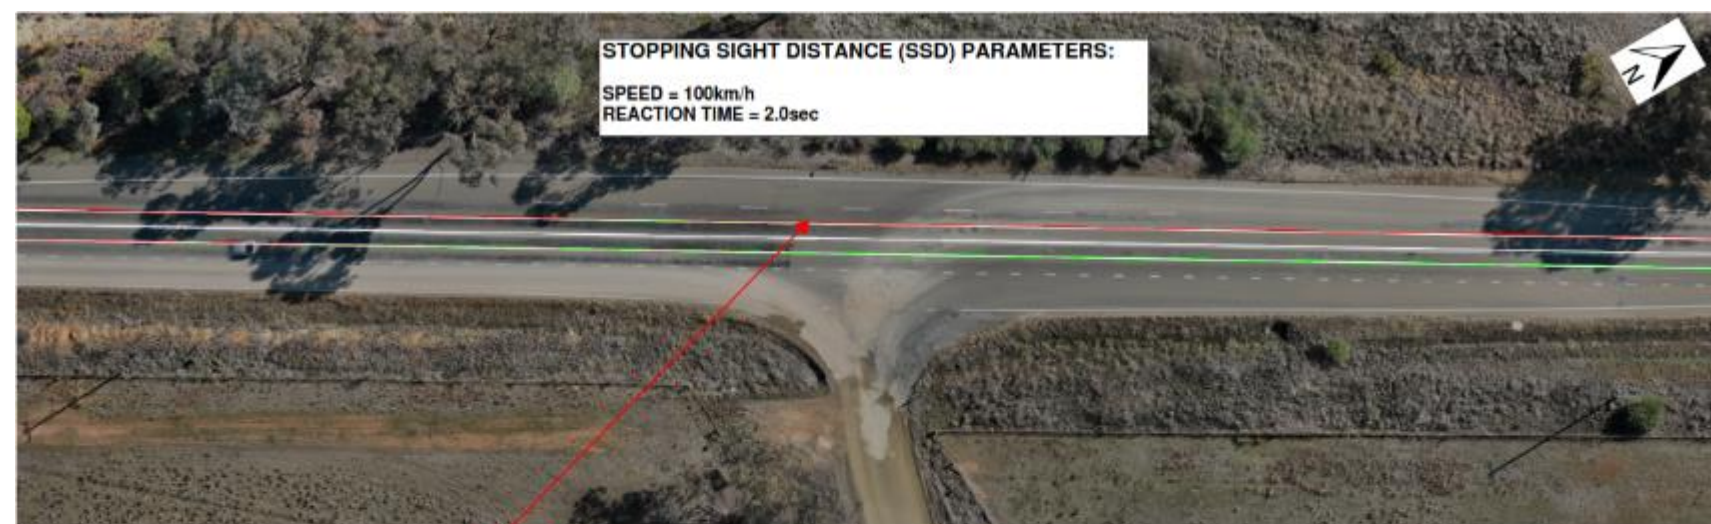 STOPPING SIGHT DISTANCE (SSD) PARAMETERS:
SPEED = 100km/h
REACTION TIME = 2.0sec
N